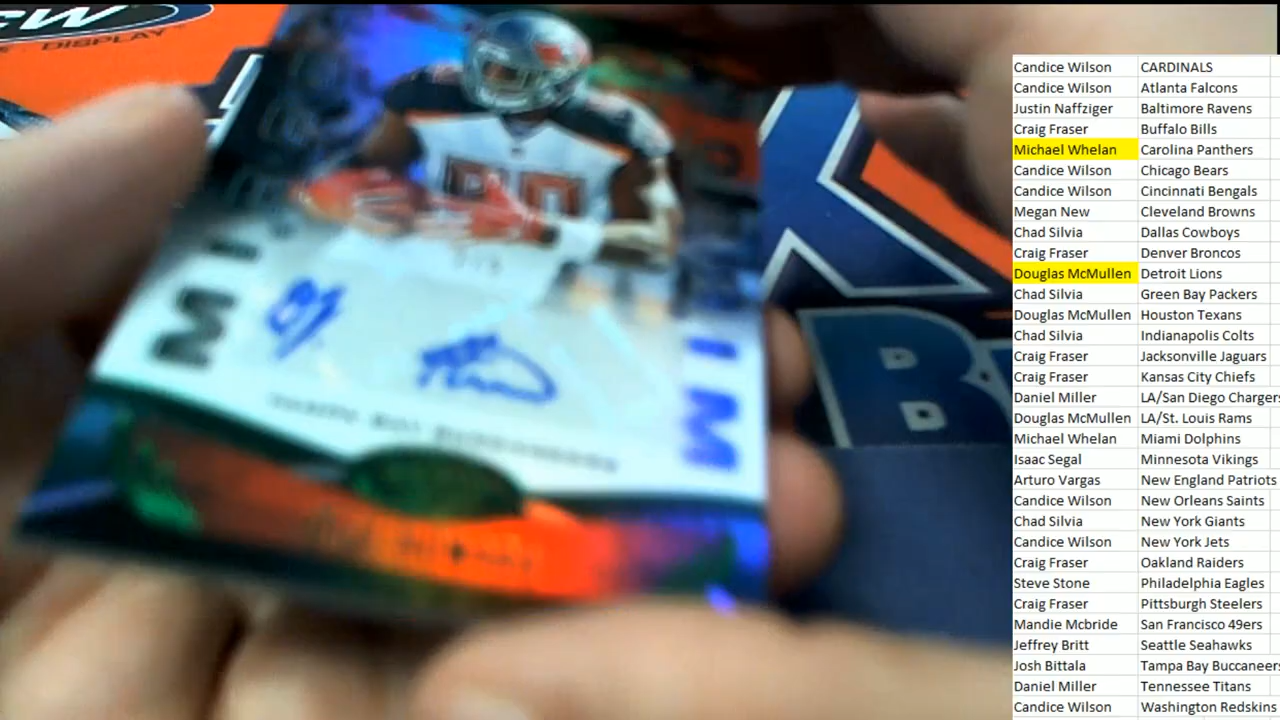 DISPLAY
Candice Wilson CARDINALS
Candice Wilson Atlanta Falcons
Justin Naffziger Baltimore Ravens
Craig Fraser Buffalo Bills
Michael Whelan Carolina Panthers
Candice Wilson Chicago Bears
Candice Wilson Cincinnati Bengals
Megan New Cleveland Browns
Chad Silvia Dallas Cowboys
Craig Fraser Denver Broncos
Douglas McMullen Detroit Lions
Chad Silvia Green Bay Packers
Douglas McMullen Houston Texans
Chad Silvia Indianapolis Colts
Craig Fraser Jacksonville Jaguars
Craig Fraser Kansas City Chiefs
Daniel Miller LA/San Diego Chargers
Douglas McMullen LA/St. Louis Rams
Michael Whelan Miami Dolphins
Isaac Segal Minnesota Vikings
Arturo Vargas New England Patriots
Candice Wilson New Orleans Saints
Chad Silvia New York Giants
Candice Wilson New York Jets
Craig Fraser Oakland Raiders
Steve Stone Philadelphia Eagles
Craig Fraser Pittsburgh Steelers
Mandie Mcbride San Francisco 49ers
Jeffrey Britt Seattle Seahawks
Josh Bittala Tampa Bay Buccaneers
Daniel Miller Tennessee Titans
Candice Wilson Washington Redskins